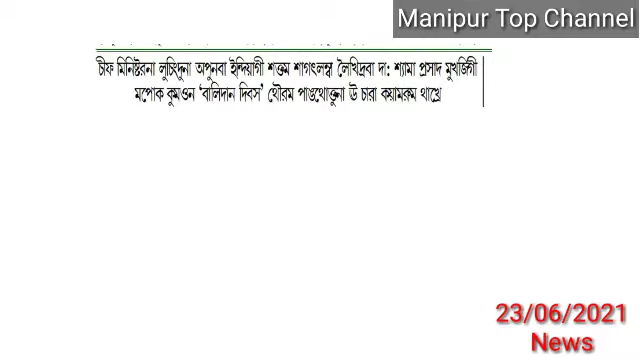 Manipur Top Channel
চীফ মিনিষ্টরনা লুচিংদুনা অপুনবা ইন্দিয়াগী শক্তম শাগৎলম্বা লৈখিদ্রবা দা: শ্যামা প্রসাদ মুখর্জিগী
মপোক কুমওন ‘বালিদান দিবস’ থৌরম পাঙথোক্তুনা ঊ চারা কয়ামরুম থাখ্রে
23/06/2021
News